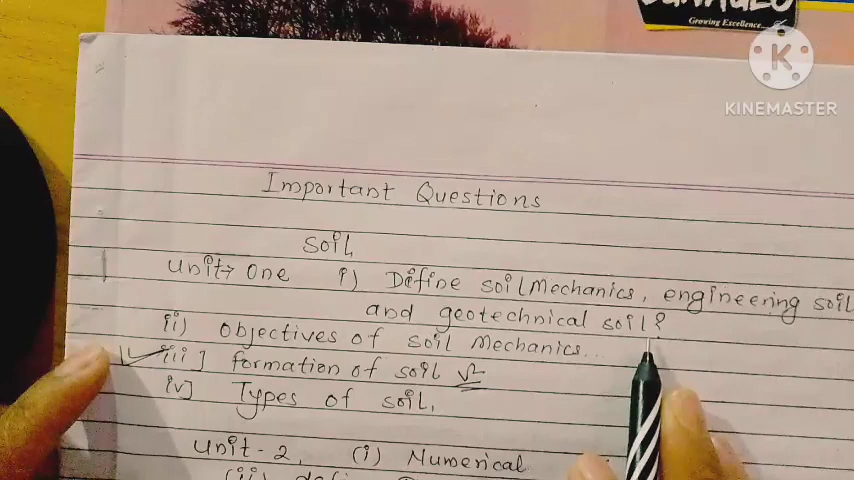 Growing Excellence...
KINEMASTER
Important Questions
Soil
Unit→One i) Define soil Mechanics, engineering soil
and geotechnical soil?
ii) objectives of soil Mechanics...
iii] formation of soil
iv] Types of soil,
Unit-2, (i) Numerical
(ii)